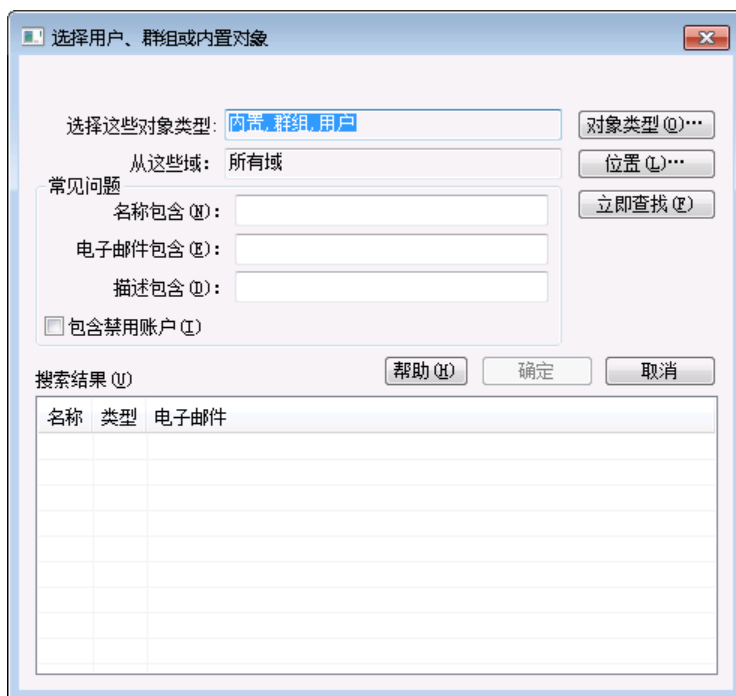 选择用户、群组或内置对象
选择这些对象类型: 内置,群组,用户 对象类型(O)…
从这些域: 所有域 位置(L)…
常见问题 立即查找(F)
名称包含(N):
电子邮件包含(E):
描述包含(D):
包含禁用账户(I)
搜索结果(U) 帮助(H) 确定 取消
名称 类型 电子邮件